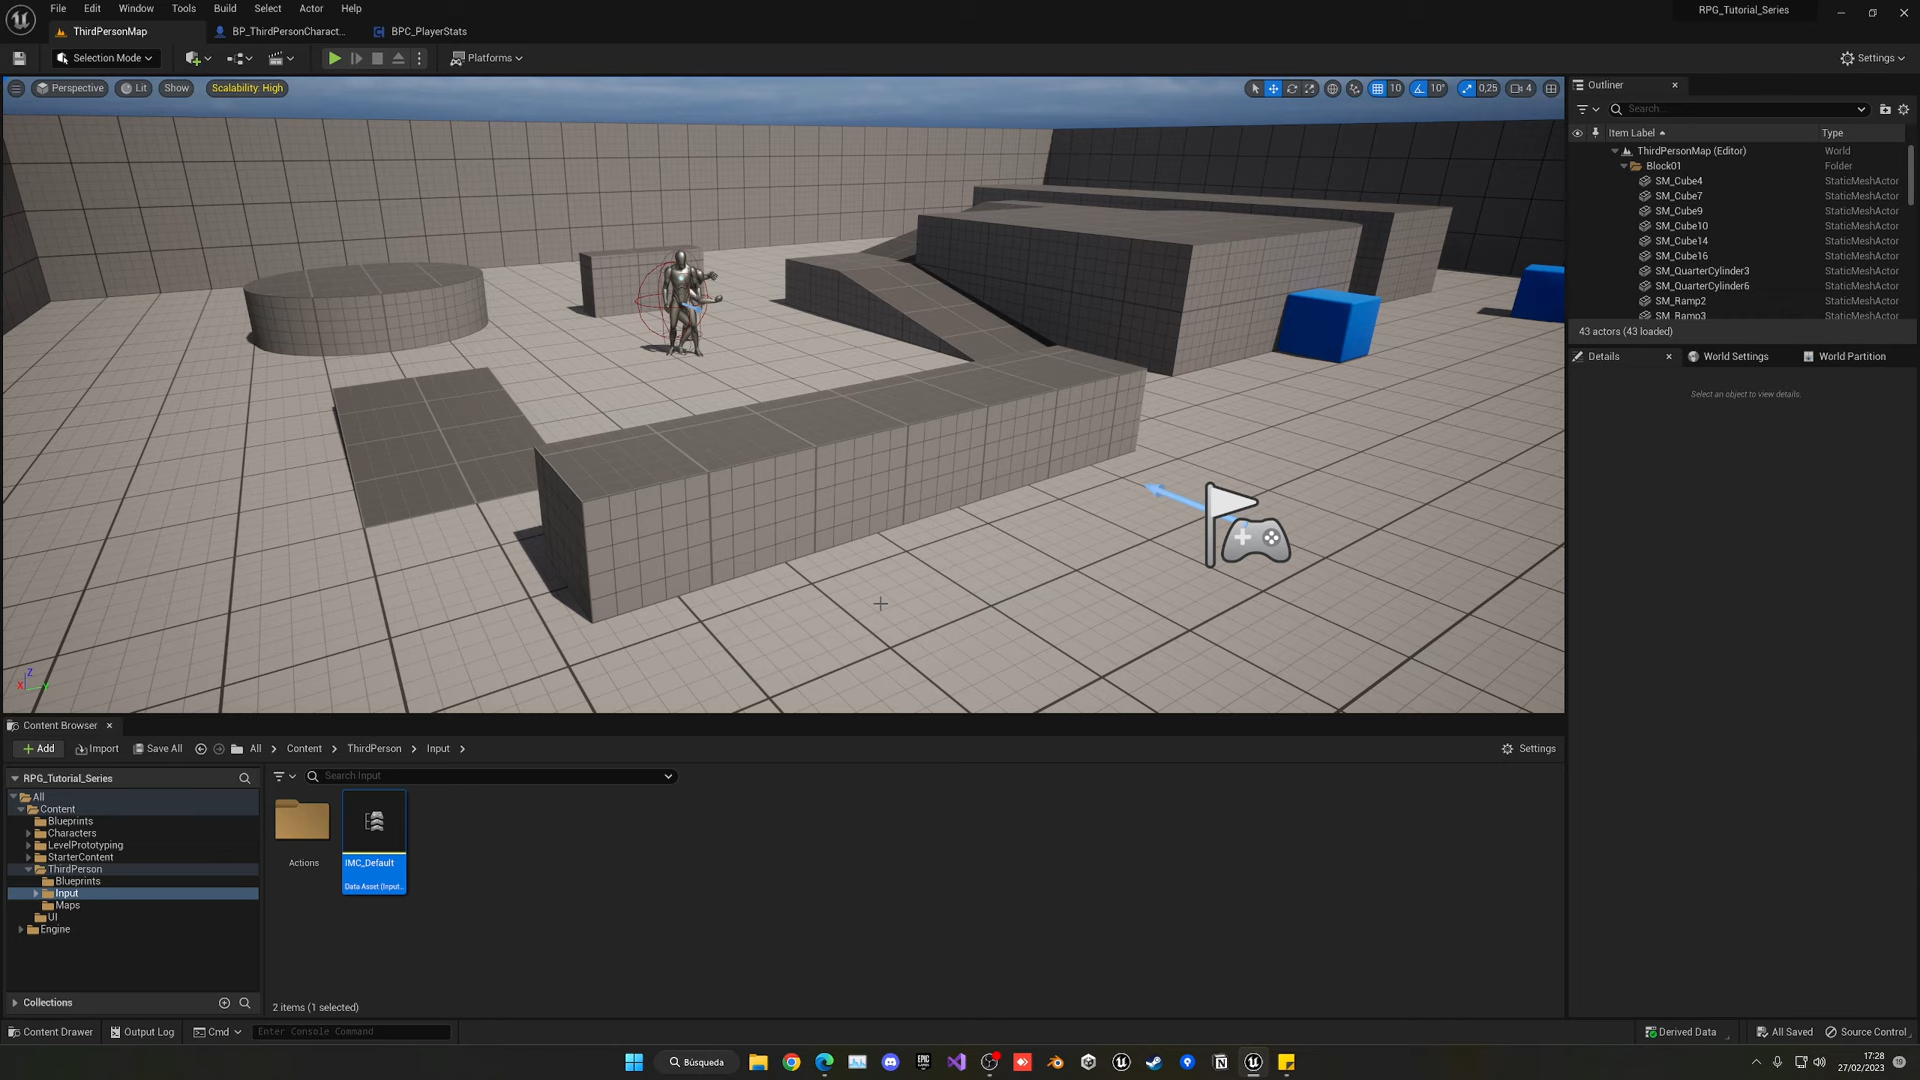 File Edit Window Tools Build Select Actor Help
RPG_Tutorial_Series
ThirdPersonMap
BP_ThirdPersonCharact...
BPC_PlayerStats
Selection Mode
Platforms
Settings
Perspective
Lit
Show
Scalability: High
10
10°
0,25
4
Outliner
Search...
Item Label
Type
ThirdPersonMap (Editor) World
Block01 Folder
SM_Cube4 StaticMeshActor
SM_Cube7 StaticMeshActor
SM_Cube9 StaticMeshActor
SM_Cube10 StaticMeshActor
SM_Cube14 StaticMeshActor
SM_Cube16 StaticMeshActor
SM_QuarterCylinder3 StaticMeshActor
SM_QuarterCylinder6 StaticMeshActor
SM_Ramp2 StaticMeshActor
SM_Ramp3 StaticMeshActor
43 actors (43 loaded)
Details
World Settings
World Partition
Select an object to view details.
Z
X
Y
Content Browser
Add
Import
Save All
All
Content
ThirdPerson
Input
Settings
RPG_Tutorial_Series
Search Input
All
Content
Blueprints
Characters
LevelPrototyping
StarterContent
ThirdPerson
Blueprints
Input
Maps
UI
Engine
Actions
IMC_Default
Data Asset (Input...
Collections
2 items (1 selected)
Content Drawer
Output Log
Cmd
Enter Console Command
Derived Data
All Saved
Source Control
Búsqueda
EPIC
GAMES
17:28
27/02/2023
19